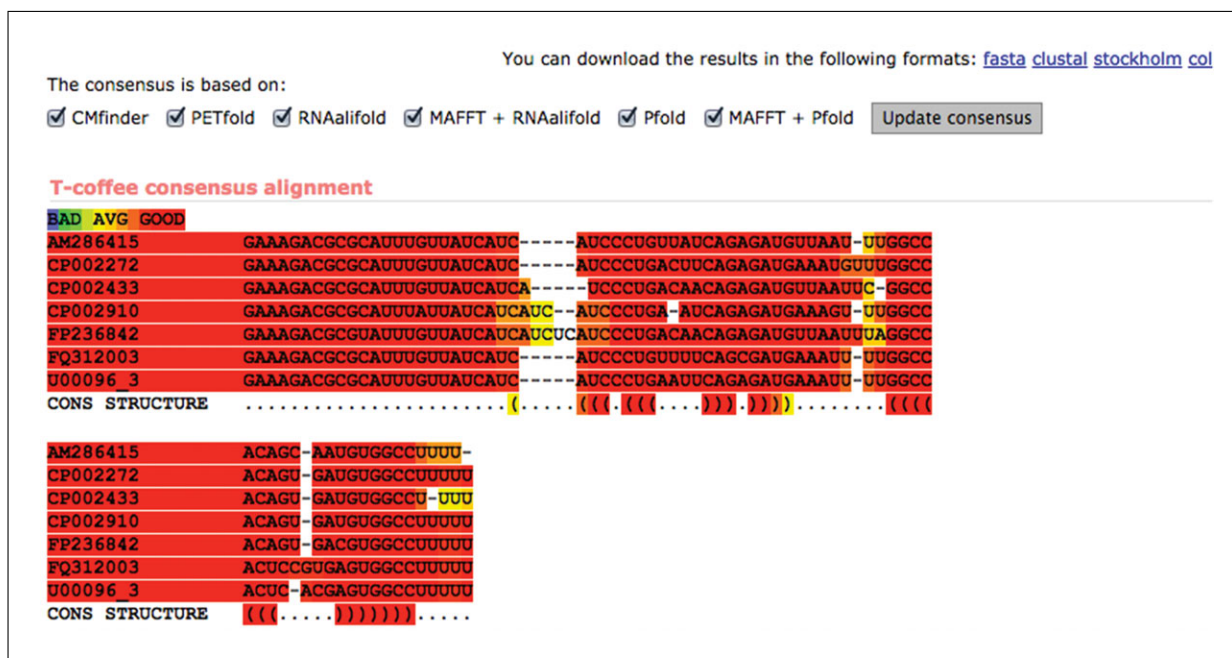 You can download the results in the following formats: fasta clustal stockholm col
The consensus is based on:
CMfinder PETfold RNAalifold MAFFT + RNAalifold Pfold MAFFT + Pfold Update consensus
T-coffee consensus alignment
BAD AVG GOOD
AM286415 GAAAGACGCGCAUUUGUUAUCAUC-----AUCCCUGUUAUCAGAGAUGUUAAU-UUGGCC
CP002272 GAAAGACGCGCAUUUGUUAUCAUC-----AUCCCUGACUUCAGAGAUGAAAUGUUUGGCC
CP002433 GAAAGACGCGCAUUUGUUAUCAUCA-----UCCCUGACAACAGAGAUGUUAAUUC-GGCC
CP002910 GAAAGACGCGCAUUUAUUAUCAUCAUC--AUCCCUGA-AUCAGAGAUGAAAGU-UUGGCC
FP236842 GAAAGACGCGUAUUUGUUAUCAUCAUCUCAUCCCUGACAACAGAGAUGUUAAUUUAGGCC
FQ312003 GAAAGACGCGCAUUUGUUAUCAUC-----AUCCCUGUUUUCAGCGAUGAAAUU-UUGGCC
U00096_3 GAAAGACGCGCAUUUGUUAUCAUC-----AUCCCUGAAUUCAGAGAUGAAAUU-UUGGCC
CONS STRUCTURE .......................(.....(((.(((....))).))))........((((
AM286415 ACAGC-AAUGUGGCCUUUU-
CP002272 ACAGU-GAUGUGGCCUUUUU
CP002433 ACAGU-GAUGUGGCCU-UUU
CP002910 ACAGU-GAUGUGGCCUUUUU
FP236842 ACAGU-GACGUGGCCUUUUU
FQ312003 ACUCCGUGAGUGGCCUUUUU
U00096_3 ACUC-ACGAGUGGCCUUUUU
CONS STRUCTURE (((.....))))))).....